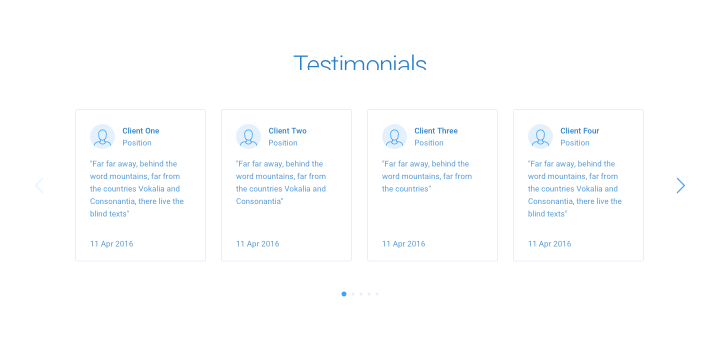 Testimonials
Client One
Position
"Far far away, behind the
word mountains, far from
the countries Vokalia and
Consonantia, there live the
blind texts"
11 Apr 2016
Client Two
Position
"Far far away, behind the
word mountains, far from
the countries Vokalia and
Consonantia"
11 Apr 2016
Client Three
Position
"Far far away, behind the
word mountains, far from
the countries"
11 Apr 2016
Client Four
Position
"Far far away, behind the
word mountains, far from
the countries Vokalia and
Consonantia, there live the
blind texts"
11 Apr 2016